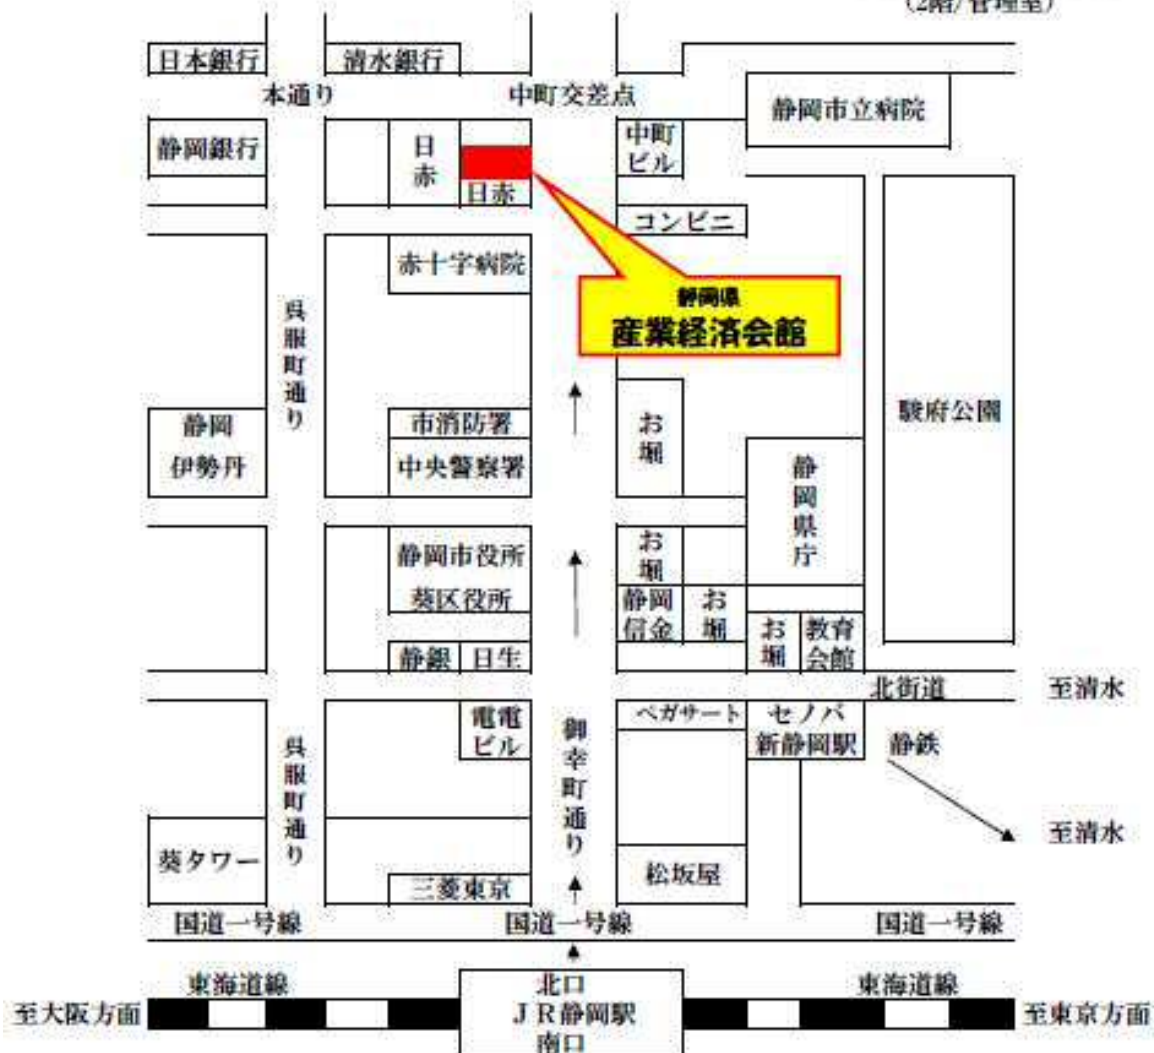 (2階/管理室)
日本銀行
清水銀行
本通り
中町交差点
静岡市立病院
静岡銀行
日赤
日赤
中町
ビル
コンビニ
赤十字病院
静岡県
産業経済会館
呉服町通り
静岡
伊勢丹
市消防署
中央警察署
お堀
静岡県庁
駿府公園
静岡市役所
葵区役所
お堀
静岡
信金
お堀
お堀
教育
会館
静銀
日生
北街道
至清水
電電
ビル
御幸町通り
ペガサート
セノバ
新静岡駅
静鉄
呉服町通り
至清水
葵タワー
三菱東京
松坂屋
国道一号線
国道一号線
国道一号線
東海道線
北口
東海道線
至大阪方面
JR静岡駅
至東京方面
南口